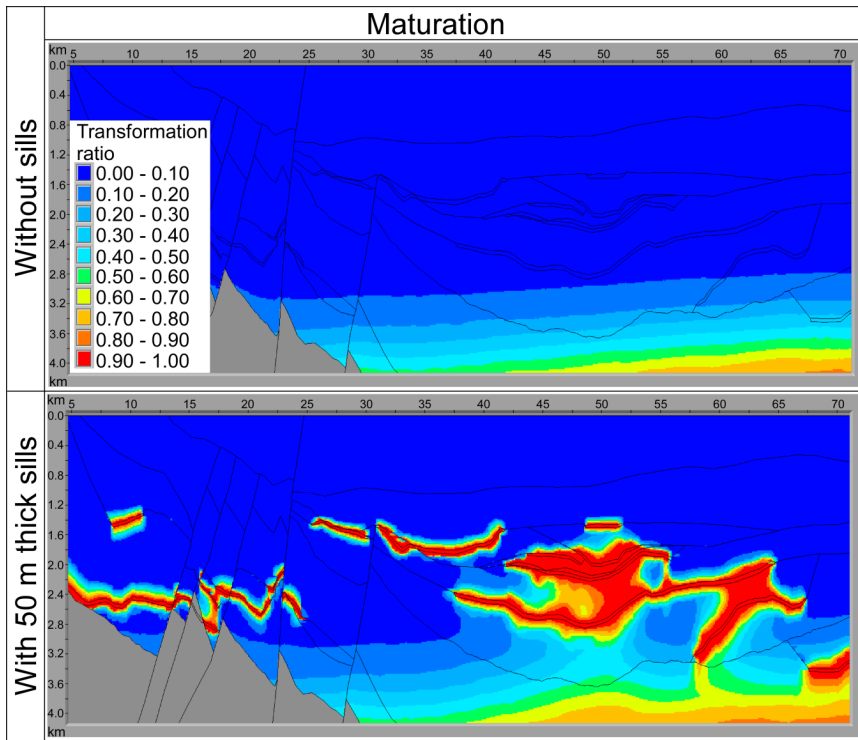 Maturation
Without sills
km
5 10 15 20 25 30 35 40 45 50 55 60 65 70
0.0
0.4
0.8
1.2
1.6
2.0
2.4
2.8
3.2
3.6
4.0
km
Transformation
ratio
0.00 - 0.10
0.10 - 0.20
0.20 - 0.30
0.30 - 0.40
0.40 - 0.50
0.50 - 0.60
0.60 - 0.70
0.70 - 0.80
0.80 - 0.90
0.90 - 1.00
With 50 m thick sills
km
5 10 15 20 25 30 35 40 45 50 55 60 65 70
0.0
0.4
0.8
1.2
1.6
2.0
2.4
2.8
3.2
3.6
4.0
km